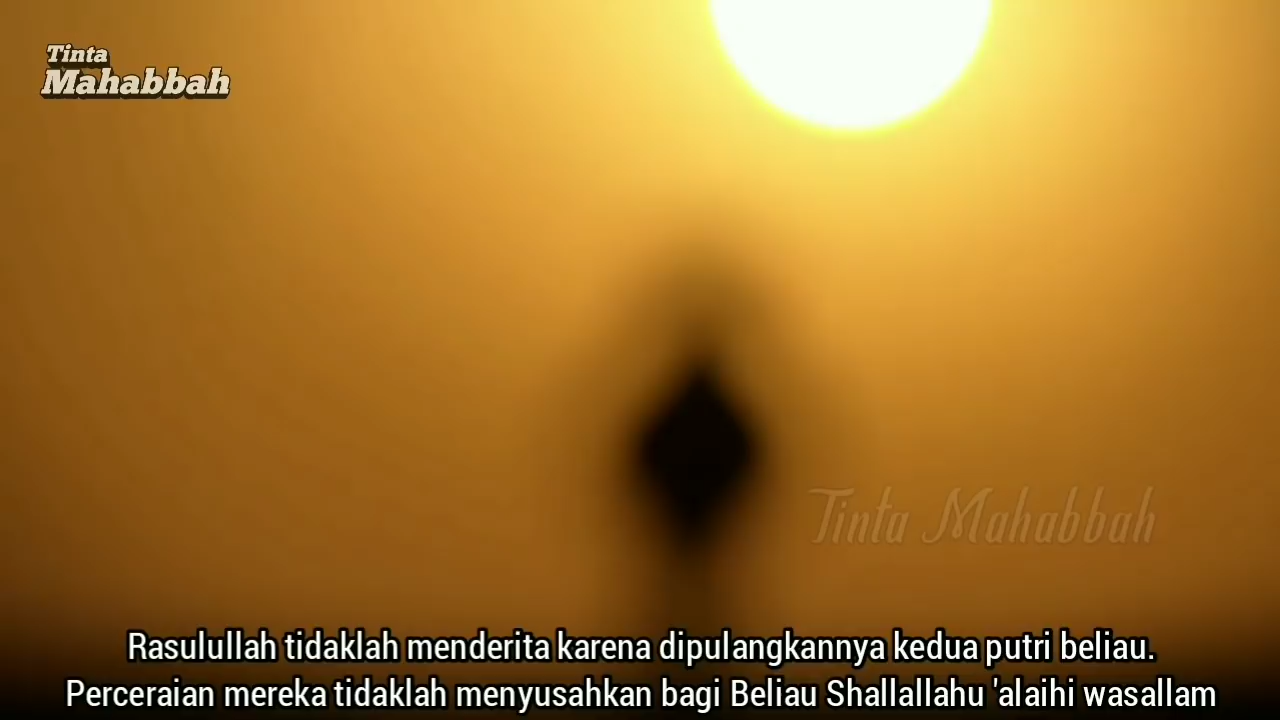 Tinta
Mahabbah
Tinta Mahabbah
Rasulullah tidaklah menderita karena dipulangkannya kedua putri beliau.
Perceraian mereka tidaklah menyusahkan bagi Beliau Shallallahu 'alaihi wasallam